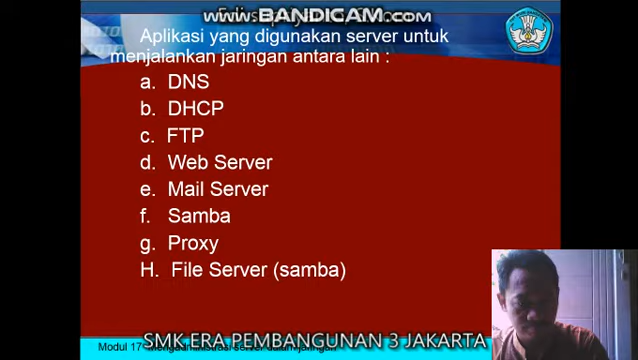 www.BANDICAM.com
Aplikasi yang digunakan server untuk
menjalankan jaringan antara lain :
a. DNS
b. DHCP
c. FTP
d. Web Server
e. Mail Server
f. Samba
g. Proxy
H. File Server (samba)
SMK ERA PEMBANGUNAN 3 JAKARTA
Modul 17